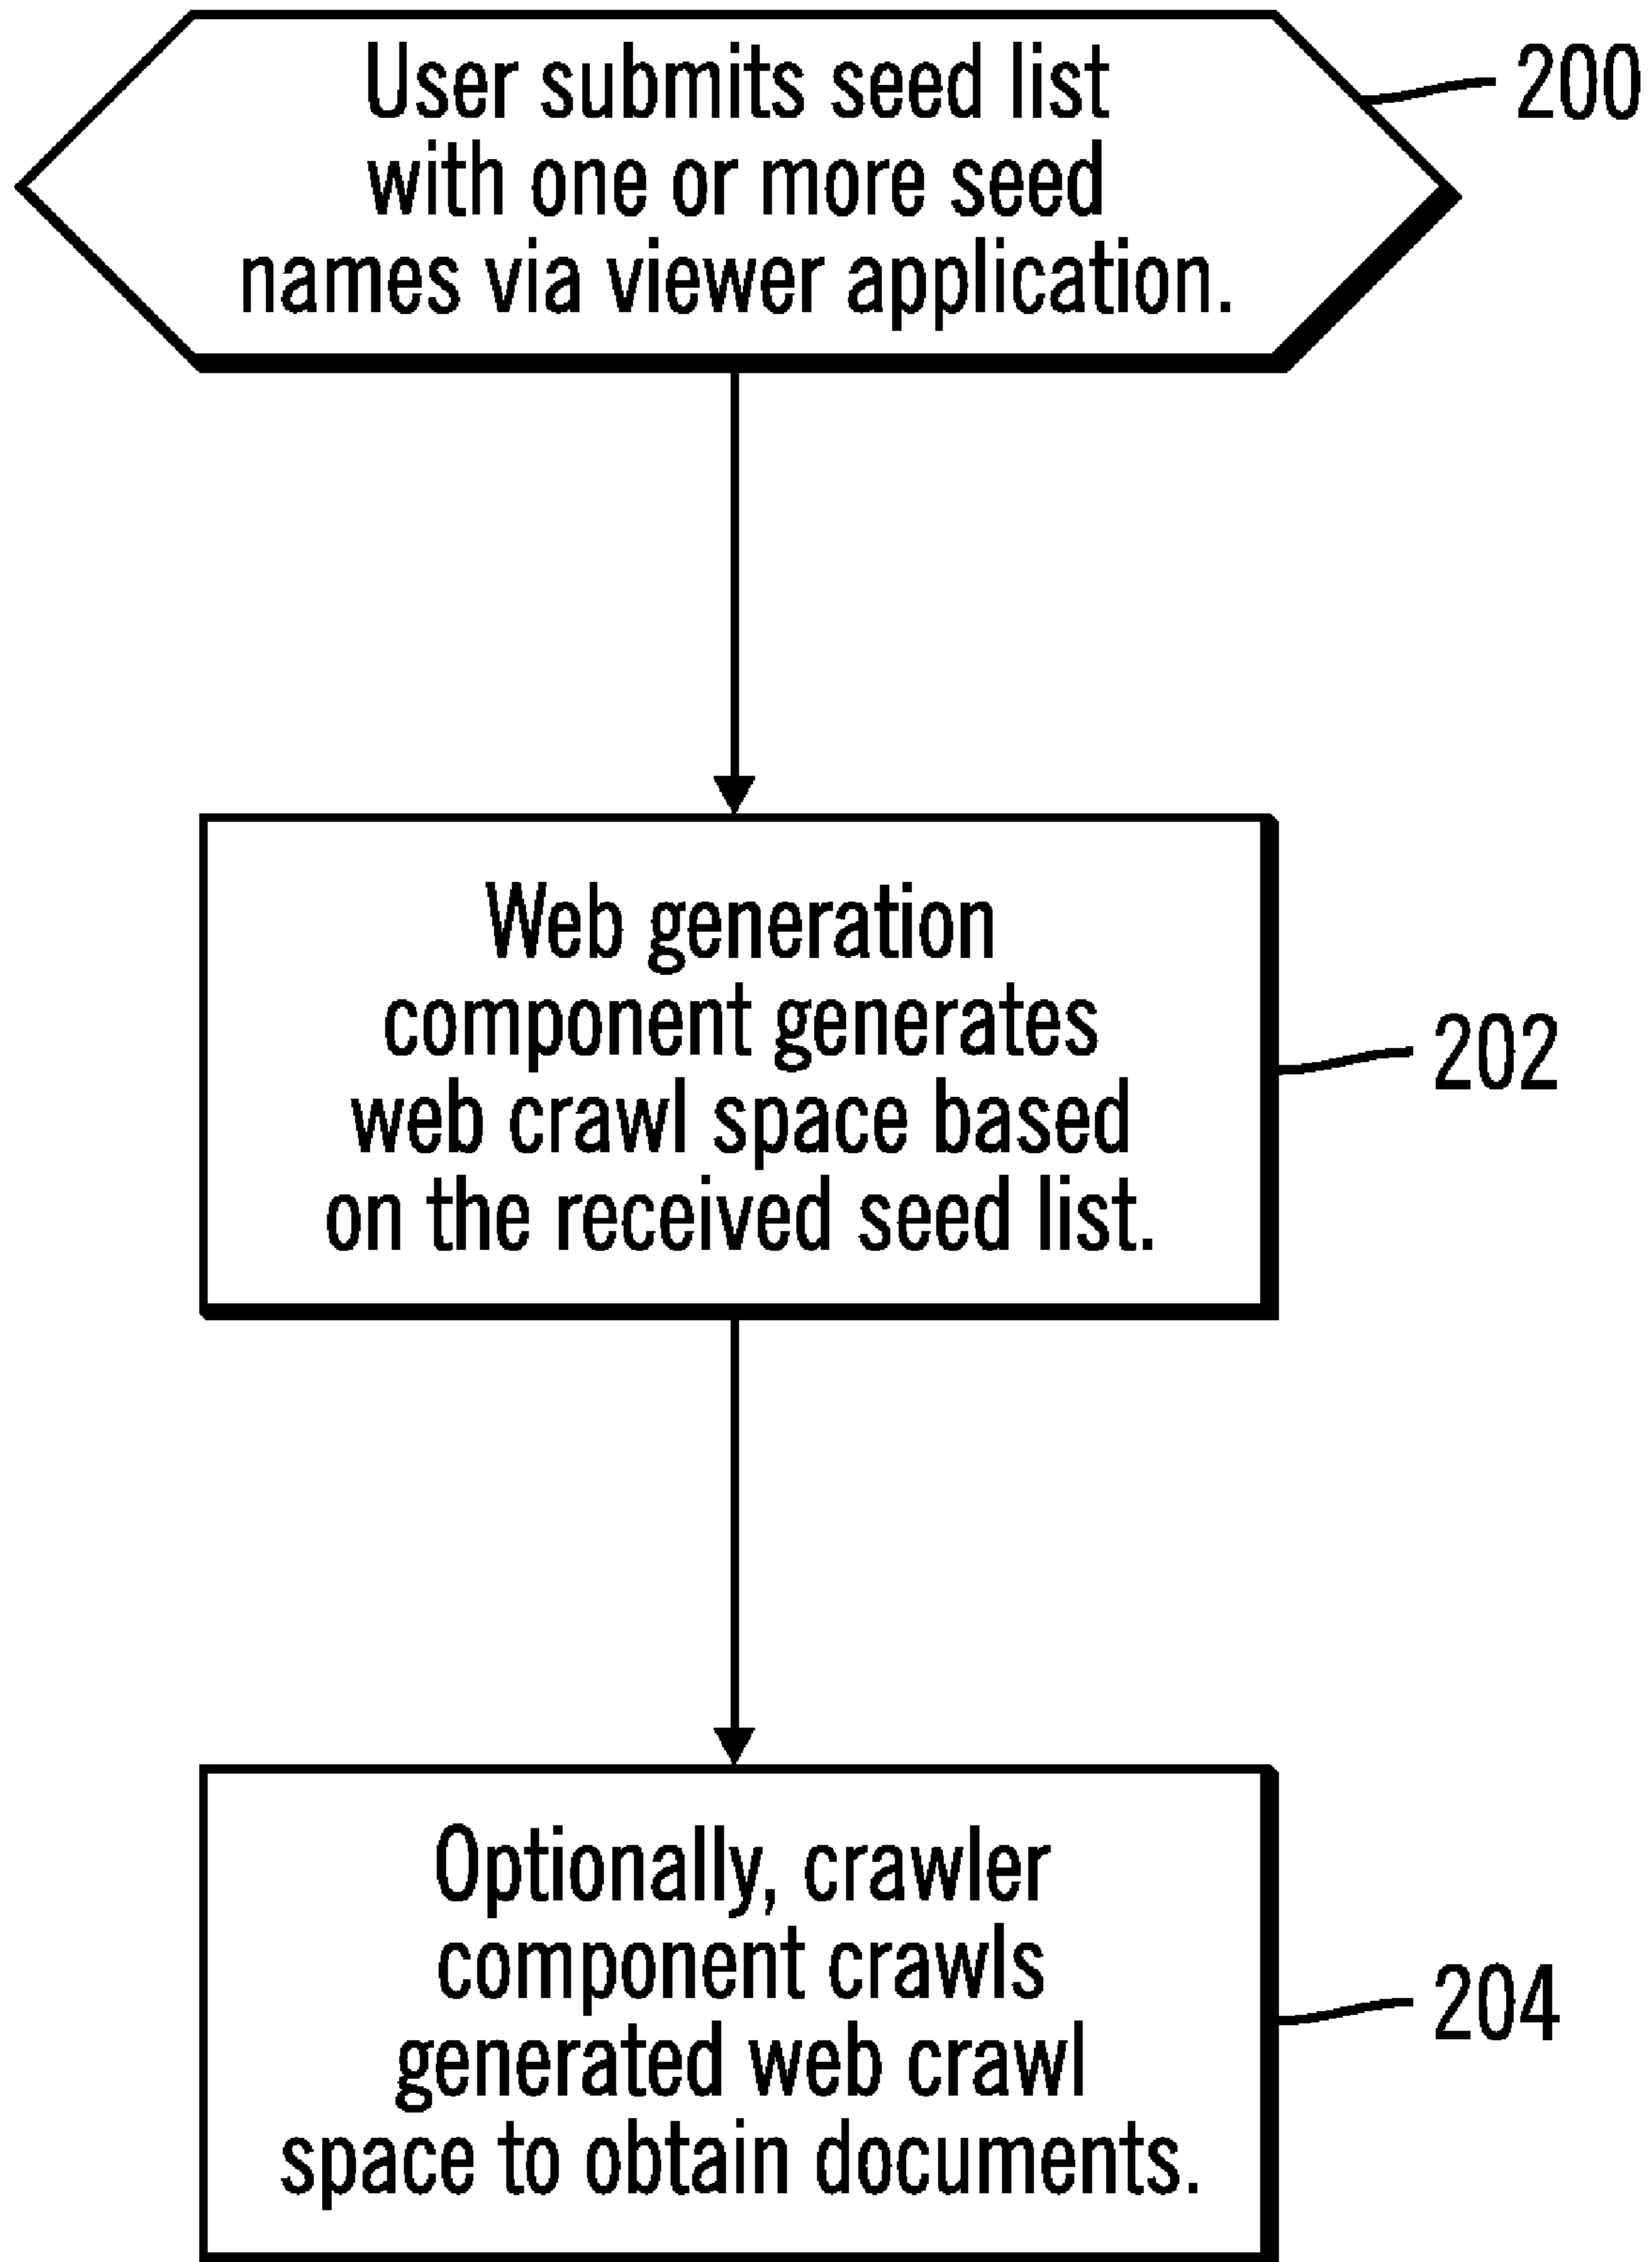 User submits seed list
with one or more seed
names via viewer application.
200
Web generation
component generates
web crawl space based
on the received seed list.
202
Optionally, crawler
component crawls
generated web crawl
space to obtain documents.
204